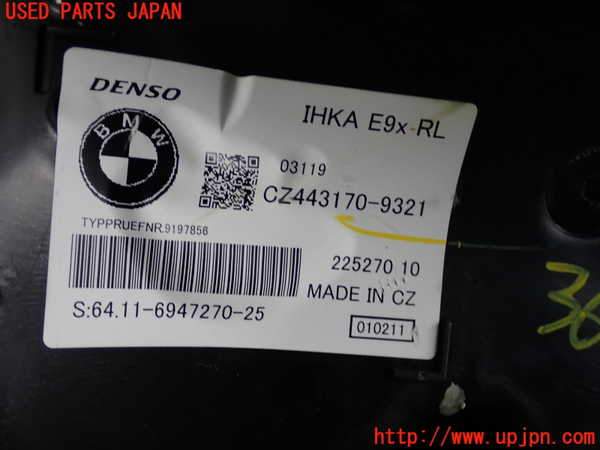 USED PARTS JAPAN
DENSO
IHKA E9x-RL
BMW
03119
CZ443170-9321
TYPPRUEFNR.9197856
225270 10
MADE IN CZ
S:64.11-6947270-25
010211
36
http://www.upjpn.com/